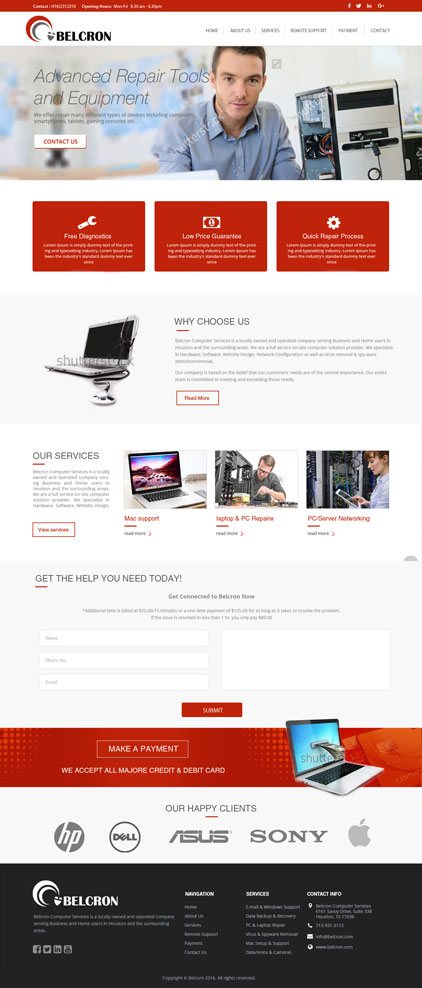 Contact : (416)2312310 Opening Hours: Mon-Fri 8.30 am - 6.30pm
BELCRON
HOME ABOUT US SERVICES REMOTE SUPPORT PAYMENT CONTACT
Advanced Repair Tools
and Equipment
We offer repair many different types of devices including computers,
smartphones, tablets, gaming consoles etc...
CONTACT US
shutterstock
Free Diagnostics
Lorem Ipsum is simply dummy text of the print-
ing and typesetting industry. Lorem Ipsum has
been the industrys standard dummy text ever
since
Low Price Guarantee
Lorem Ipsum is simply dummy text of the print-
ing and typesetting industry. Lorem Ipsum has
been the industrys standard dummy text ever
since
Quick Repair Process
Lorem Ipsum is simply dummy text of the print-
ing and typesetting industry. Lorem Ipsum has
been the industrys standard dummy text ever
since
shutterstock
WHY CHOOSE US
Belcron Computer Services is a locally owned and operated company serving Business and Home users in
Houston and the surrounding areas. We are a full service on-site computer solution provider. We specialize
in Hardware, Software, Website Design, Network Configuration as well as virus removal & spy-ware
detection/removal.
Our company is based on the belief that our customers' needs are of the utmost importance. Our entire
team is committed to meeting and exceeding those needs.
Read More
OUR SERVICES
Belcron Computer Services is a locally
owned and operated company serv-
ing Business and Home users in
Houston and the surrounding areas.
We are a full service on-site computer
solution provider. We specialize in
Hardware, Software, Website Design.
View services
Mac support
read more
laptop & PC Repaire
read more
PC/Server Networking
read more
GET THE HELP YOU NEED TODAY!
Get Connected to Belcron Now
*Additional time is billed at $25.00/15 minutes or a one time payment of $135.00 for as long as it takes to resolve the problem.
If the issue is resolved in less than 1 hr, you only pay $89.00
Name
Phone No.
Email
SUBMIT
MAKE A PAYMENT
WE ACCEPT ALL MAJORE CREDIT & DEBIT CARD
shutterstock
OUR HAPPY CLIENTS
hp DELL ASUS SONY
BELCRON
Belcron Computer Services is a locally owned and operated company
serving Business and Home users in Houston and the surrounding
areas.
NAVIGATION
Home
About Us
Services
Remote Support
Payment
Contact Us
SERVICES
E-mail & Windows Support
Data Backup & Recovery
PC & Laptop Repair
Virus & Spyware Removal
Mac Setup & Support
Data/Voice & Cameras
CONTACT INFO
Belcron Computer Services
6161 Savoy Drive, Suite 338
Houston, TX 77036
713-931-2112
info@belcron.com
www.belcron.com
Copyright © Belcorn 2016. All rights reserved.